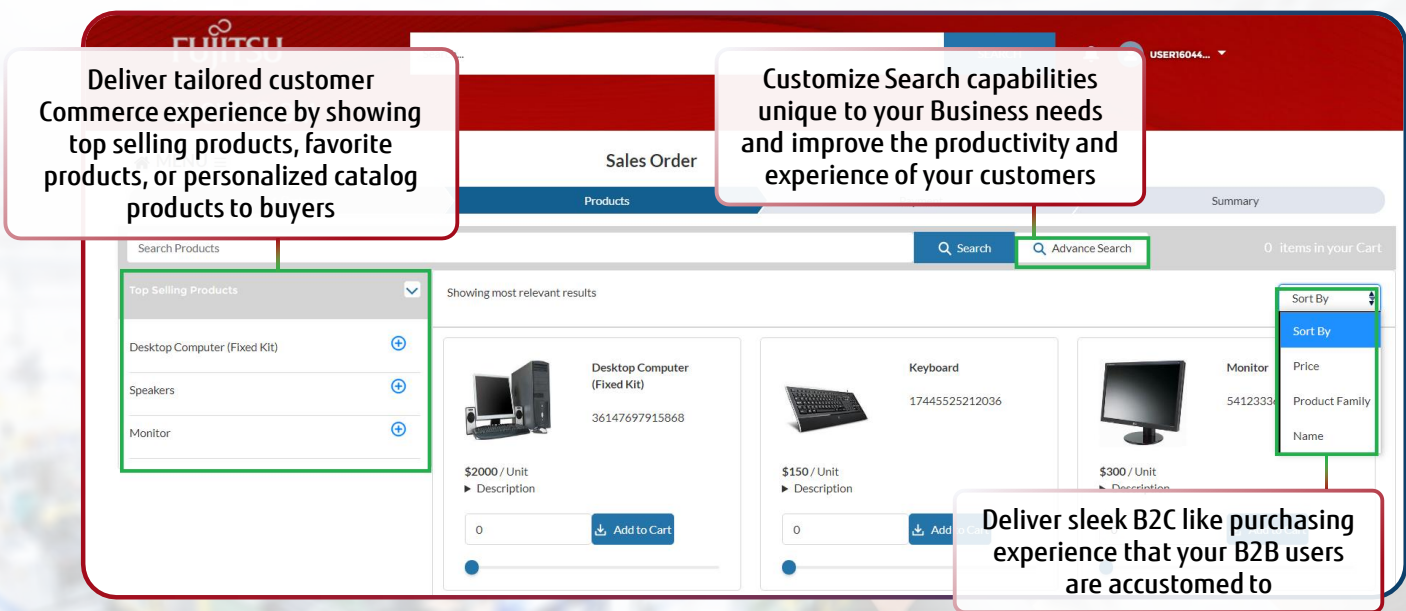 FUJITSU
USER16044...
Deliver tailored customer
Commerce experience by showing
top selling products, favorite
products, or personalized catalog
products to buyers
Customize Search capabilities
unique to your Business needs
and improve the productivity and
experience of your customers
MENU
Sales Order
Products
Summary
Search Products
Search
Advance Search
0 items in your Cart
Top Selling Products
Showing most relevant results
Sort By
Sort By
Price
Product Family
Name
Desktop Computer (Fixed Kit)
Speakers
Monitor
Desktop Computer
(Fixed Kit)
36147697915868
$2000 / Unit
Description
0
Add to Cart
Keyboard
17445525212036
$150 / Unit
Description
0
Add to Cart
Monitor
$300 / Unit
Description
Deliver sleek B2C like purchasing
experience that your B2B users
are accustomed to